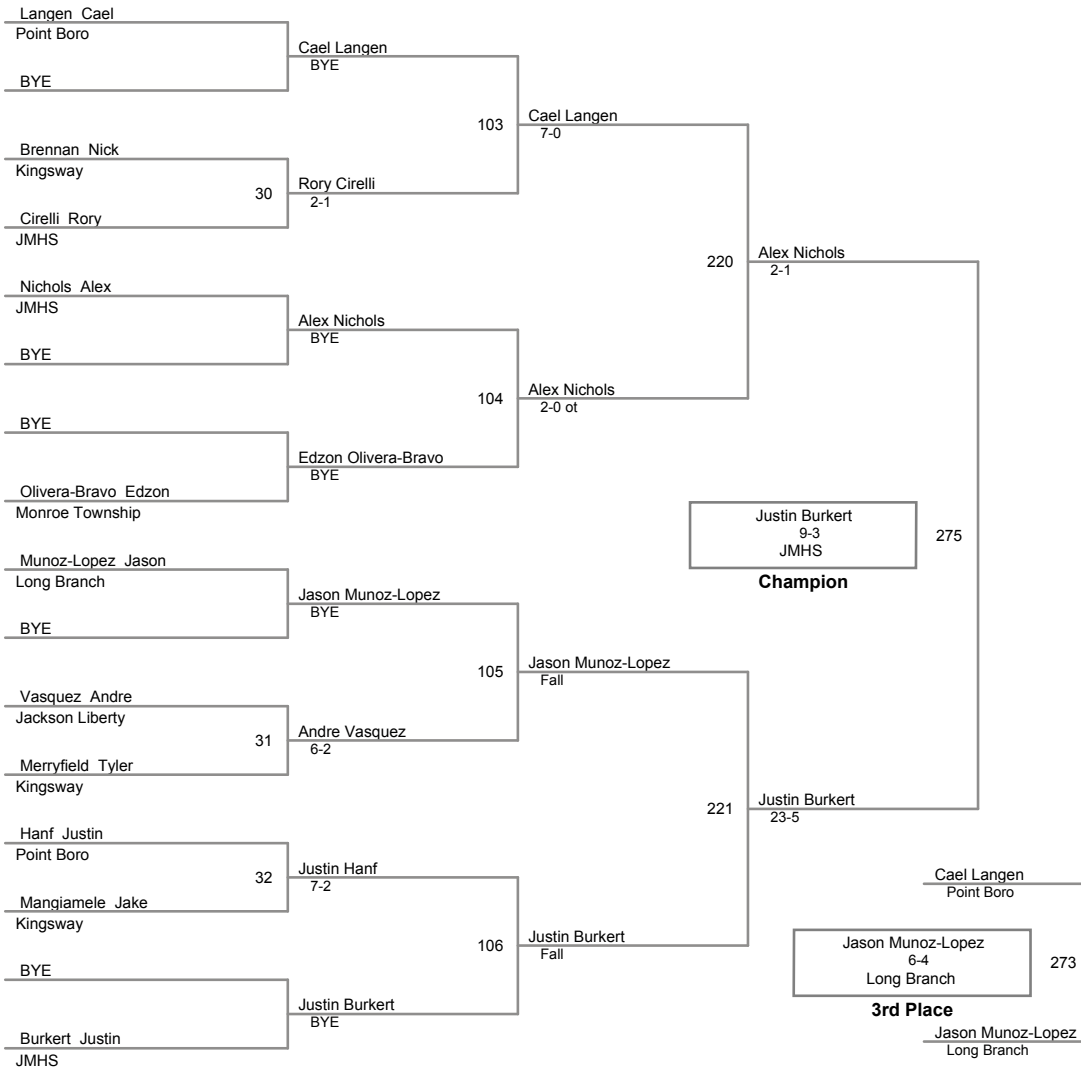 Langen Cael
Point Boro
Cael Langen
BYE
BYE
103
Cael Langen
7-0
Brennan Nick
Kingsway
30
Rory Cirelli
2-1
Cirelli Rory
JMHS
220
Alex Nichols
2-1
Nichols Alex
JMHS
Alex Nichols
BYE
BYE
104
Alex Nichols
2-0 ot
BYE
Edzon Olivera-Bravo
BYE
Olivera-Bravo Edzon
Monroe Township
Justin Burkert
9-3
JMHS
275
Champion
Munoz-Lopez Jason
Long Branch
Jason Munoz-Lopez
BYE
BYE
105
Jason Munoz-Lopez
Fall
Vasquez Andre
Jackson Liberty
31
Andre Vasquez
6-2
Merryfield Tyler
Kingsway
221
Justin Burkert
23-5
Hanf Justin
Point Boro
32
Justin Hanf
7-2
Mangiamele Jake
Kingsway
106
Justin Burkert
Fall
BYE
Justin Burkert
BYE
Burkert Justin
JMHS
Cael Langen
Point Boro
Jason Munoz-Lopez
6-4
Long Branch
273
3rd Place
Jason Munoz-Lopez
Long Branch